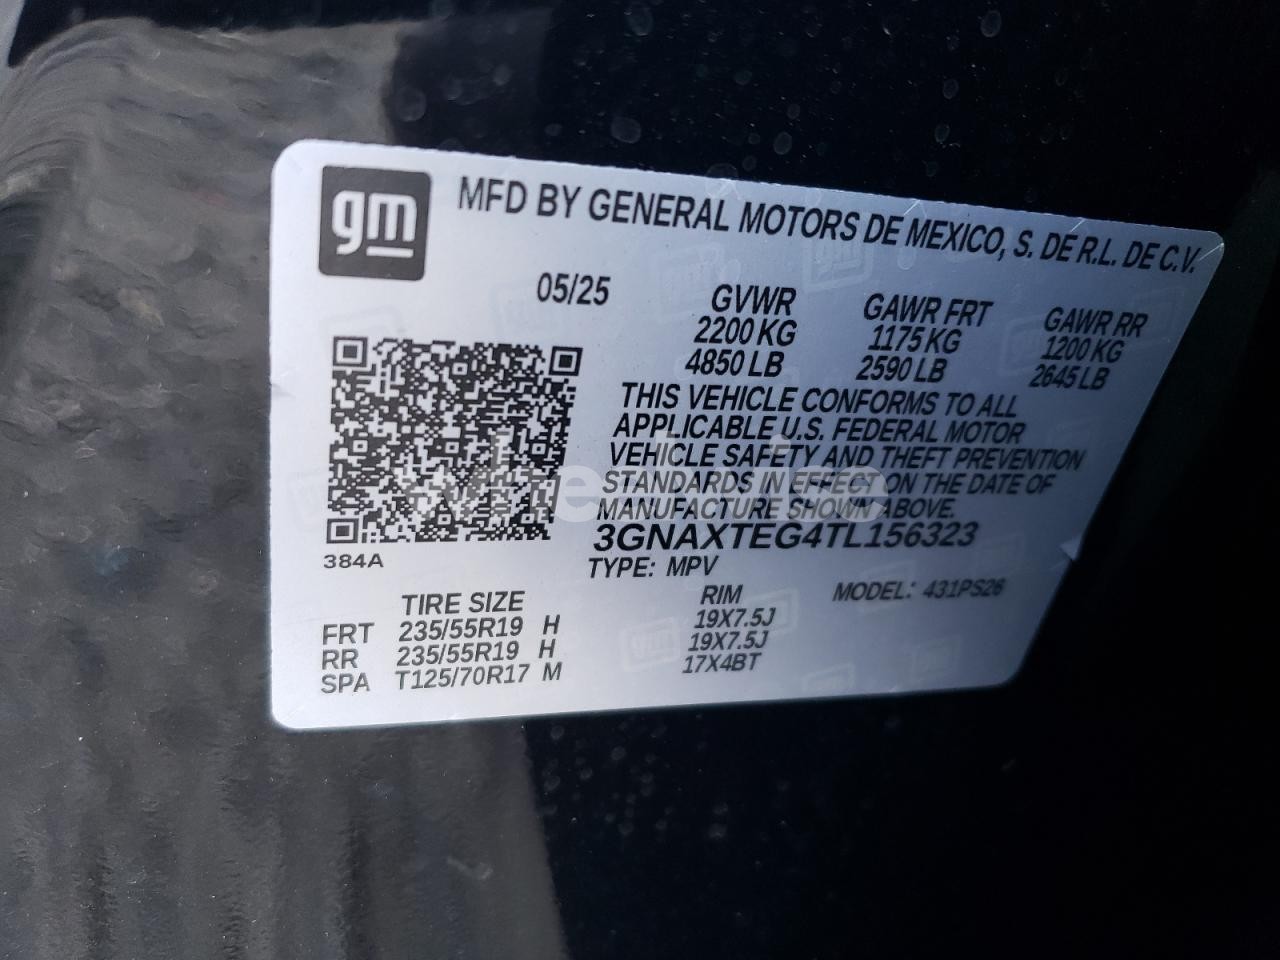 gm
MFD BY GENERAL MOTORS DE MEXICO, S. DE R.L. DE C.V.
05/25
GVWR GAWR FRT GAWR RR
2200 KG 1175 KG 1200 KG
4850 LB 2590 LB 2645 LB
THIS VEHICLE CONFORMS TO ALL
APPLICABLE U.S. FEDERAL MOTOR
VEHICLE SAFETY AND THEFT PREVENTION
STANDARDS IN EFFECT ON THE DATE OF
MANUFACTURE SHOWN ABOVE.
3GNAXTEG4TL156323
384A
TYPE: MPV MODEL: 431PS26
TIRE SIZE RIM
FRT 235/55R19 H 19X7.5J
RR 235/55R19 H 19X7.5J
SPA T125/70R17 M 17X4BT